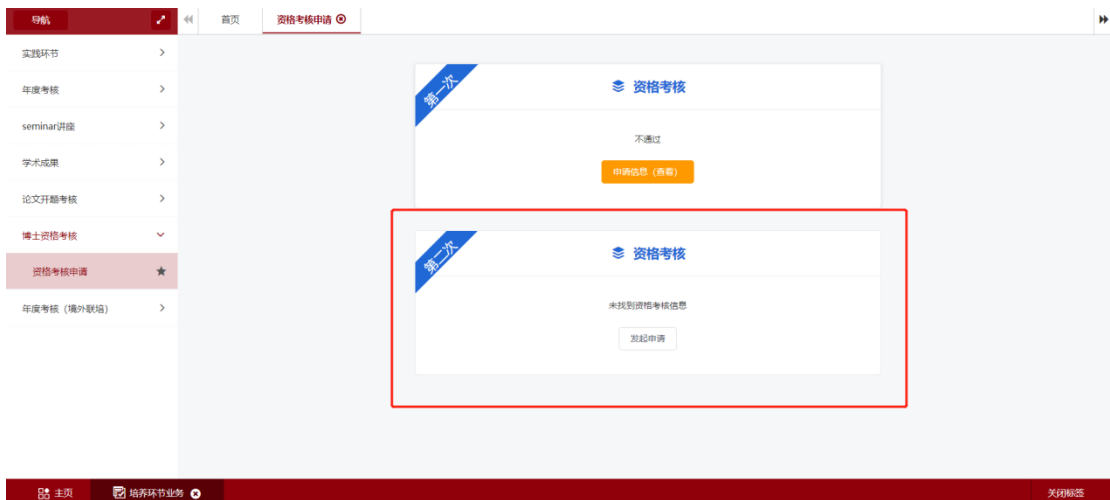 导航
首页
资格考核申请
实践环节
年度考核
seminar讲座
学术成果
论文开题考核
博士资格考核
资格考核申请
年度考核（境外联培）
第一次
资格考核
不通过
申请信息（查看）
第二次
资格考核
未找到资格考核信息
发起申请
主页
培养环节业务
关闭标签